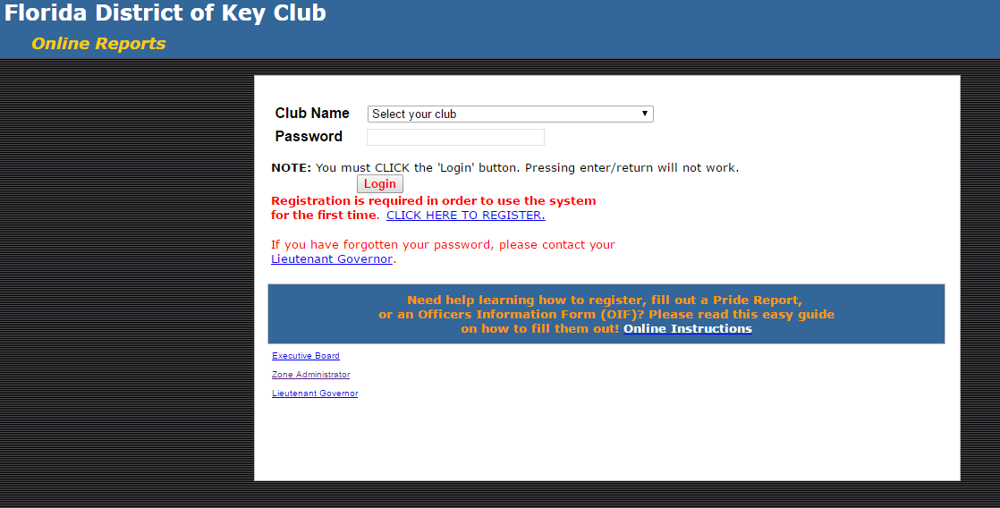 Florida District of Key Club
Online Reports
Club Name Select your club
Password
NOTE: You must CLICK the 'Login' button. Pressing enter/return will not work.
Login
Registration is required in order to use the system
for the first time. CLICK HERE TO REGISTER.
If you have forgotten your password, please contact your
Lieutenant Governor.
Need help learning how to register, fill out a Pride Report,
or an Officers Information Form (OIF)? Please read this easy guide
on how to fill them out! Online Instructions
Executive Board
Zone Administrator
Lieutenant Governor